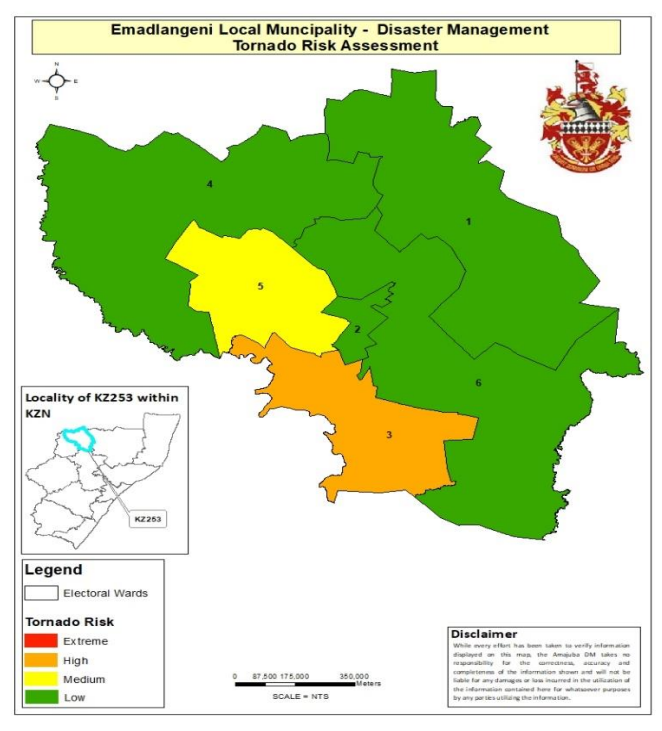 Emadlangeni Local Muncipality - Disaster Management
Tornado Risk Assessment
N
W E
S
4
1
5
2
6
3
Locality of KZ253 within
KZN
KZ253
Legend
Electoral Wards
Tornado Risk
Extreme
High
Medium
Low
0 87,500 175,000 350,000
Meters
SCALE = NTS
Disclaimer
While every effort has been taken to verify information
displayed on this map, the Amajuba DM takes no
responsibility for the correctness, accuracy and
completeness of the information shown and will not be
liable for any damages or loss incurred in the utilization of
the information contained here for whatsoever purposes
by any parties utilizing the information.